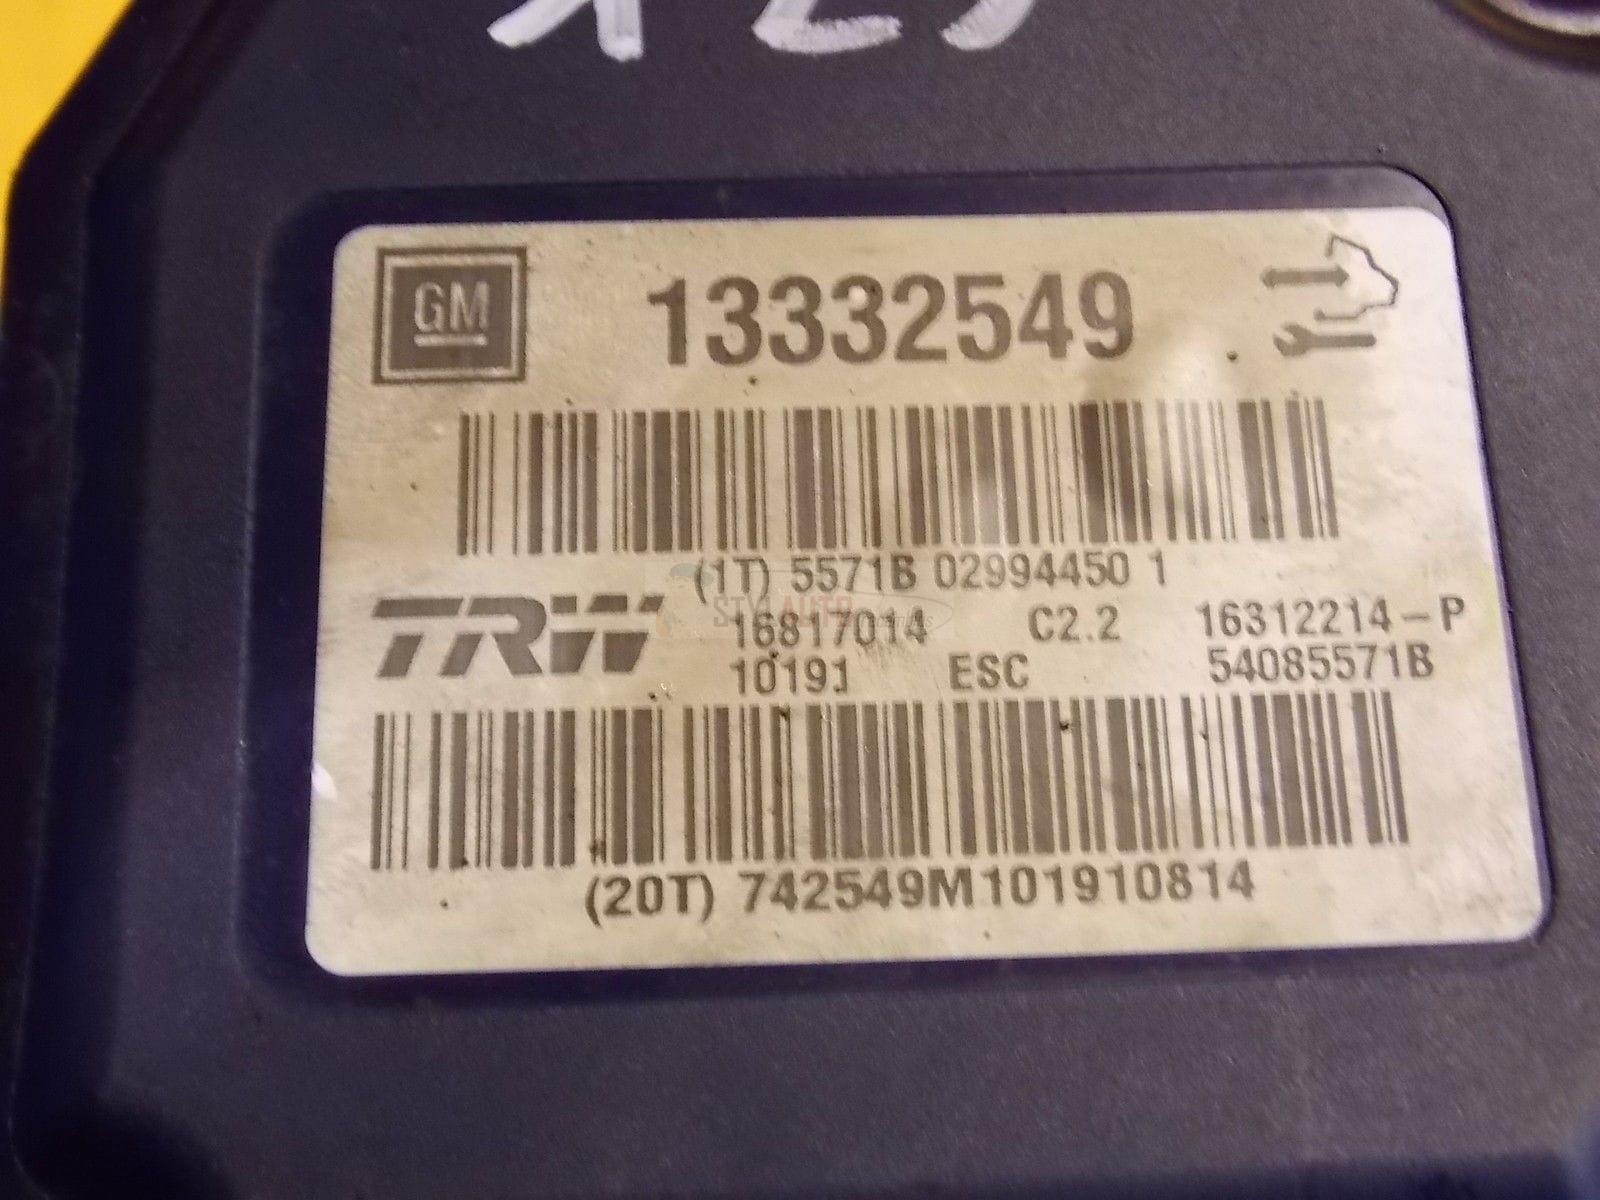 GM
13332549
(1T) 5571B 02994450 1
TRW
16817014 C2.2 16312214-P
10191 ESC 54085571B
(20T) 742549M101910814